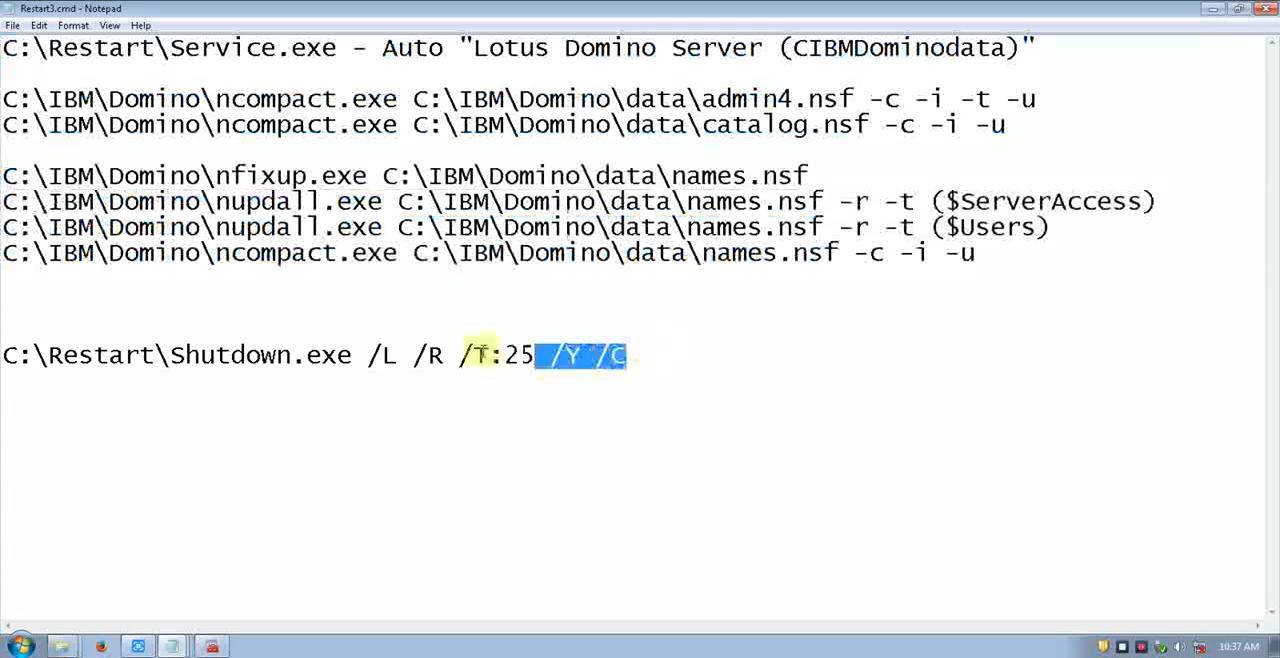 Restart3.cmd - Notepad
File Edit Format View Help
C:\Restart\Service.exe - Auto "Lotus Domino Server (CIBMDominodata)"
C:\IBM\Domino\ncompact.exe C:\IBM\Domino\data\admin4.nsf -c -i -t -u
C:\IBM\Domino\ncompact.exe C:\IBM\Domino\data\catalog.nsf -c -i -u
C:\IBM\Domino\nfixup.exe C:\IBM\Domino\data\names.nsf
C:\IBM\Domino\nupdall.exe C:\IBM\Domino\data\names.nsf -r -t ($ServerAccess)
C:\IBM\Domino\nupdall.exe C:\IBM\Domino\data\names.nsf -r -t ($Users)
C:\IBM\Domino\ncompact.exe C:\IBM\Domino\data\names.nsf -c -i -u
C:\Restart\Shutdown.exe /L /R /T:25 /Y /C
10:37 AM